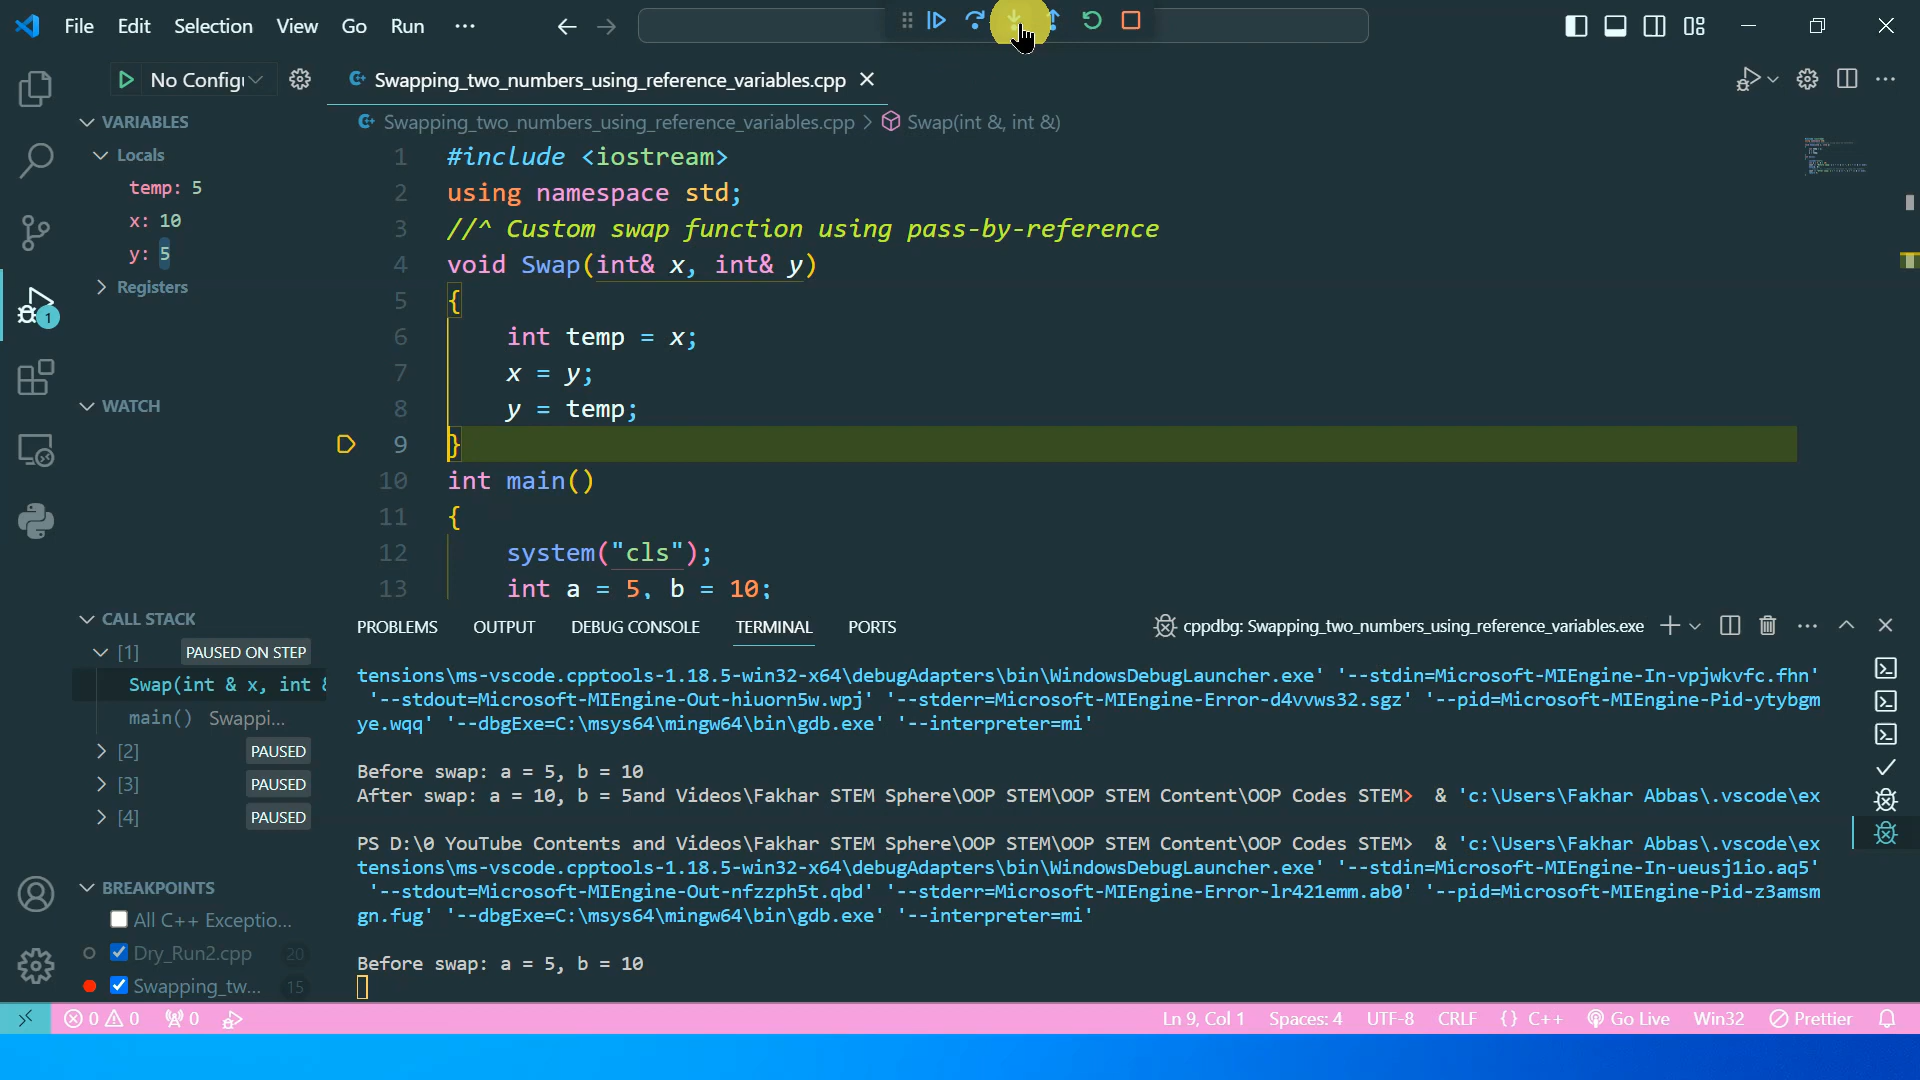 File Edit Selection View Go Run ···
No Configu
Swapping_two_numbers_using_reference_variables.cpp
VARIABLES
Locals
temp: 5
x: 10
y: 5
Registers
WATCH
CALL STACK
[1] PAUSED ON STEP
Swap(int & x, int &
main() Swappi...
[2] PAUSED
[3] PAUSED
[4] PAUSED
BREAKPOINTS
All C++ Exceptio...
Dry_Run2.cpp 20
Swapping_tw... 15
1
Swapping_two_numbers_using_reference_variables.cpp > Swap(int &, int &)
1 #include <iostream>
2 using namespace std;
3 //^ Custom swap function using pass-by-reference
4 void Swap(int& x, int& y)
5 {
6 int temp = x;
7 x = y;
8 y = temp;
9 }
10 int main()
11 {
12 system("cls");
13 int a = 5, b = 10;
PROBLEMS OUTPUT DEBUG CONSOLE TERMINAL PORTS
cppdbg: Swapping_two_numbers_using_reference_variables.exe
tensions\ms-vscode.cpptools-1.18.5-win32-x64\debugAdapters\bin\WindowsDebugLauncher.exe' '--stdin=Microsoft-MIEngine-In-vpjwkvfc.fhn'
'--stdout=Microsoft-MIEngine-Out-hiuorn5w.wpj' '--stderr=Microsoft-MIEngine-Error-d4vvws32.sgz' '--pid=Microsoft-MIEngine-Pid-ytybgm
ye.wqq' '--dbgExe=C:\msys64\mingw64\bin\gdb.exe' '--interpreter=mi'
Before swap: a = 5, b = 10
After swap: a = 10, b = 5and Videos\Fakhar STEM Sphere\OOP STEM\OOP STEM Content\OOP Codes STEM> & 'c:\Users\Fakhar Abbas\.vscode\ex
PS D:\0 YouTube Contents and Videos\Fakhar STEM Sphere\OOP STEM\OOP STEM Content\OOP Codes STEM> & 'c:\Users\Fakhar Abbas\.vscode\ex
tensions\ms-vscode.cpptools-1.18.5-win32-x64\debugAdapters\bin\WindowsDebugLauncher.exe' '--stdin=Microsoft-MIEngine-In-ueusj1io.aq5'
'--stdout=Microsoft-MIEngine-Out-nfzzph5t.qbd' '--stderr=Microsoft-MIEngine-Error-lr421emm.ab0' '--pid=Microsoft-MIEngine-Pid-z3amsm
gn.fug' '--dbgExe=C:\msys64\mingw64\bin\gdb.exe' '--interpreter=mi'
Before swap: a = 5, b = 10
0 0 0 Ln 9, Col 1 Spaces: 4 UTF-8 CRLF {} C++ Go Live Win32 Prettier